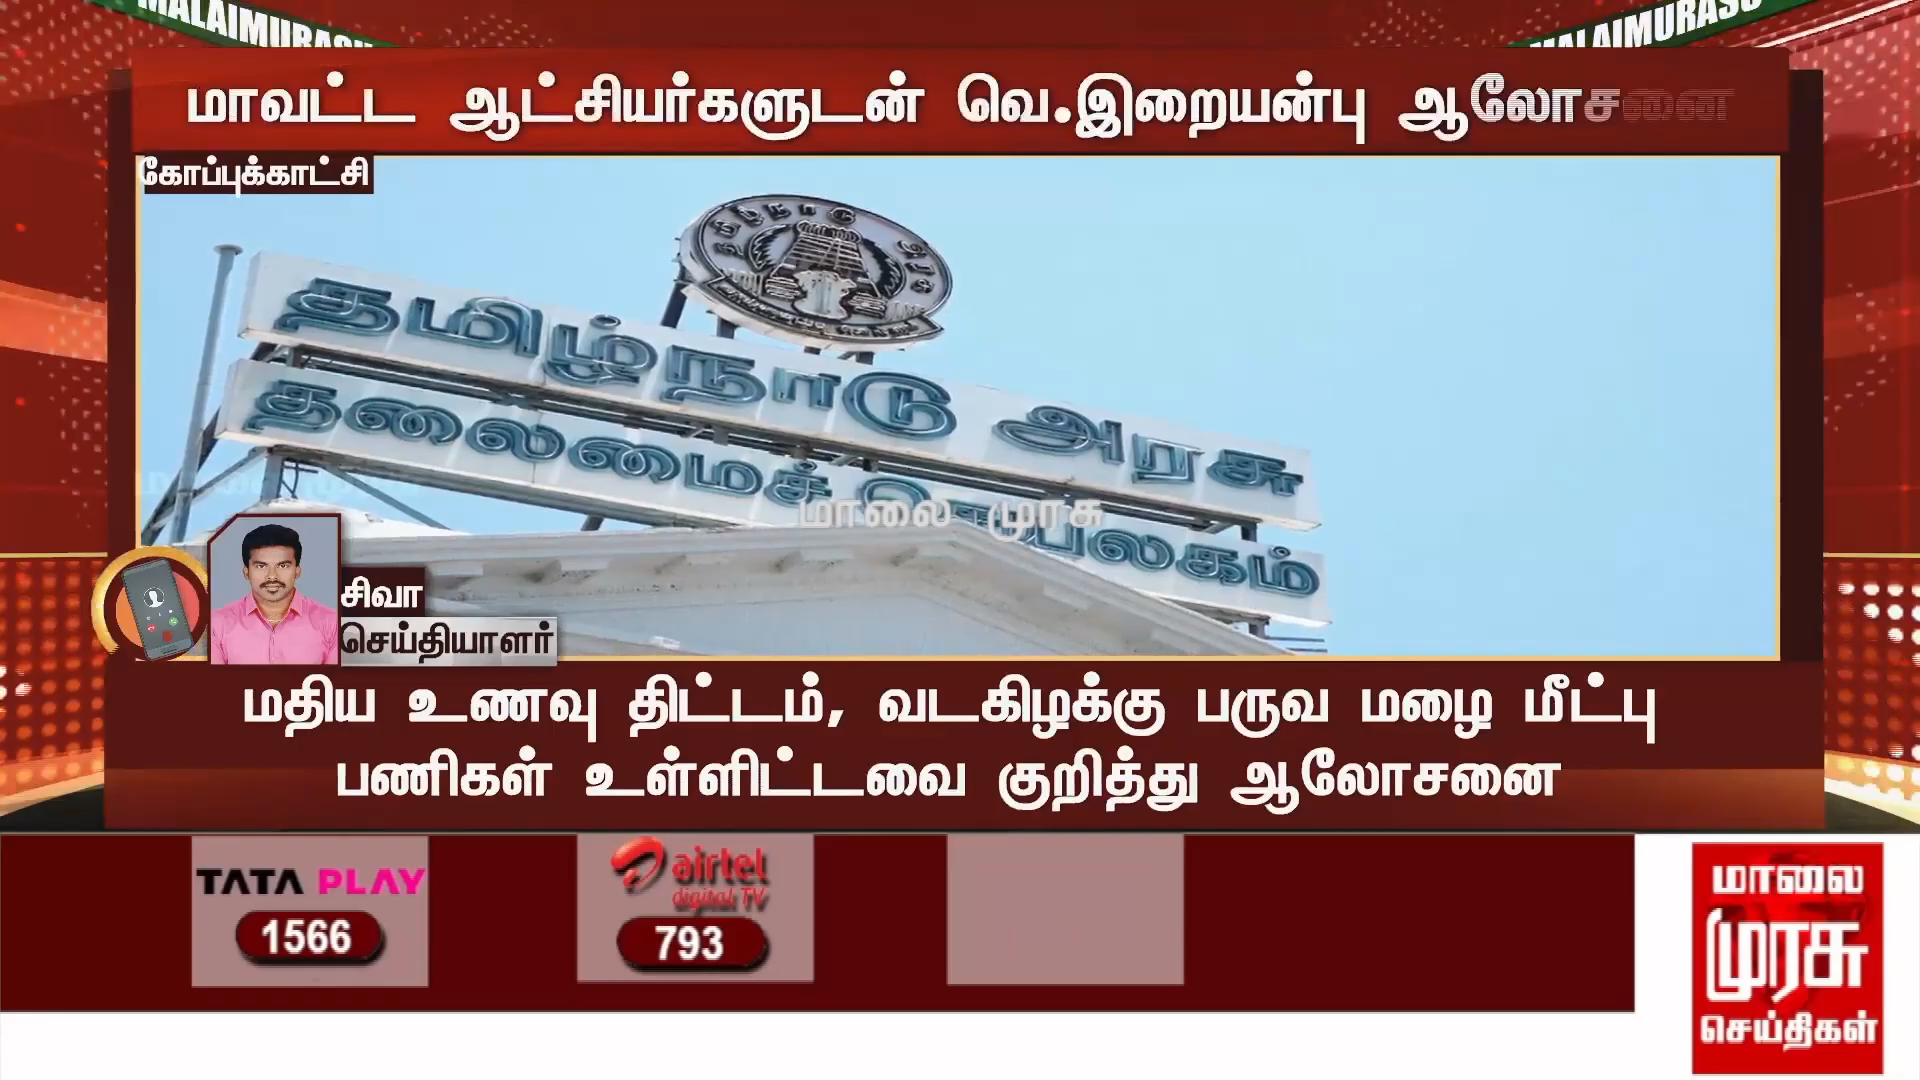 MALAIMURASU
MALAIMURASU
மாவட்ட ஆட்சியர்களுடன் வெ.இறையன்பு ஆலோசனை
கோப்புக்காட்சி
தமிழ்நாடு அரசு
தமிழ்நாடு அரசு
தலைமைச் செயலகம்
மாலை முரசு
சிவா
செய்தியாளர்
மதிய உணவு திட்டம், வடகிழக்கு பருவ மழை மீட்பு
பணிகள் உள்ளிட்டவை குறித்து ஆலோசனை
TATA PLAY
1566
airtel
digital TV
793
மாலை
முரசு
செய்திகள்